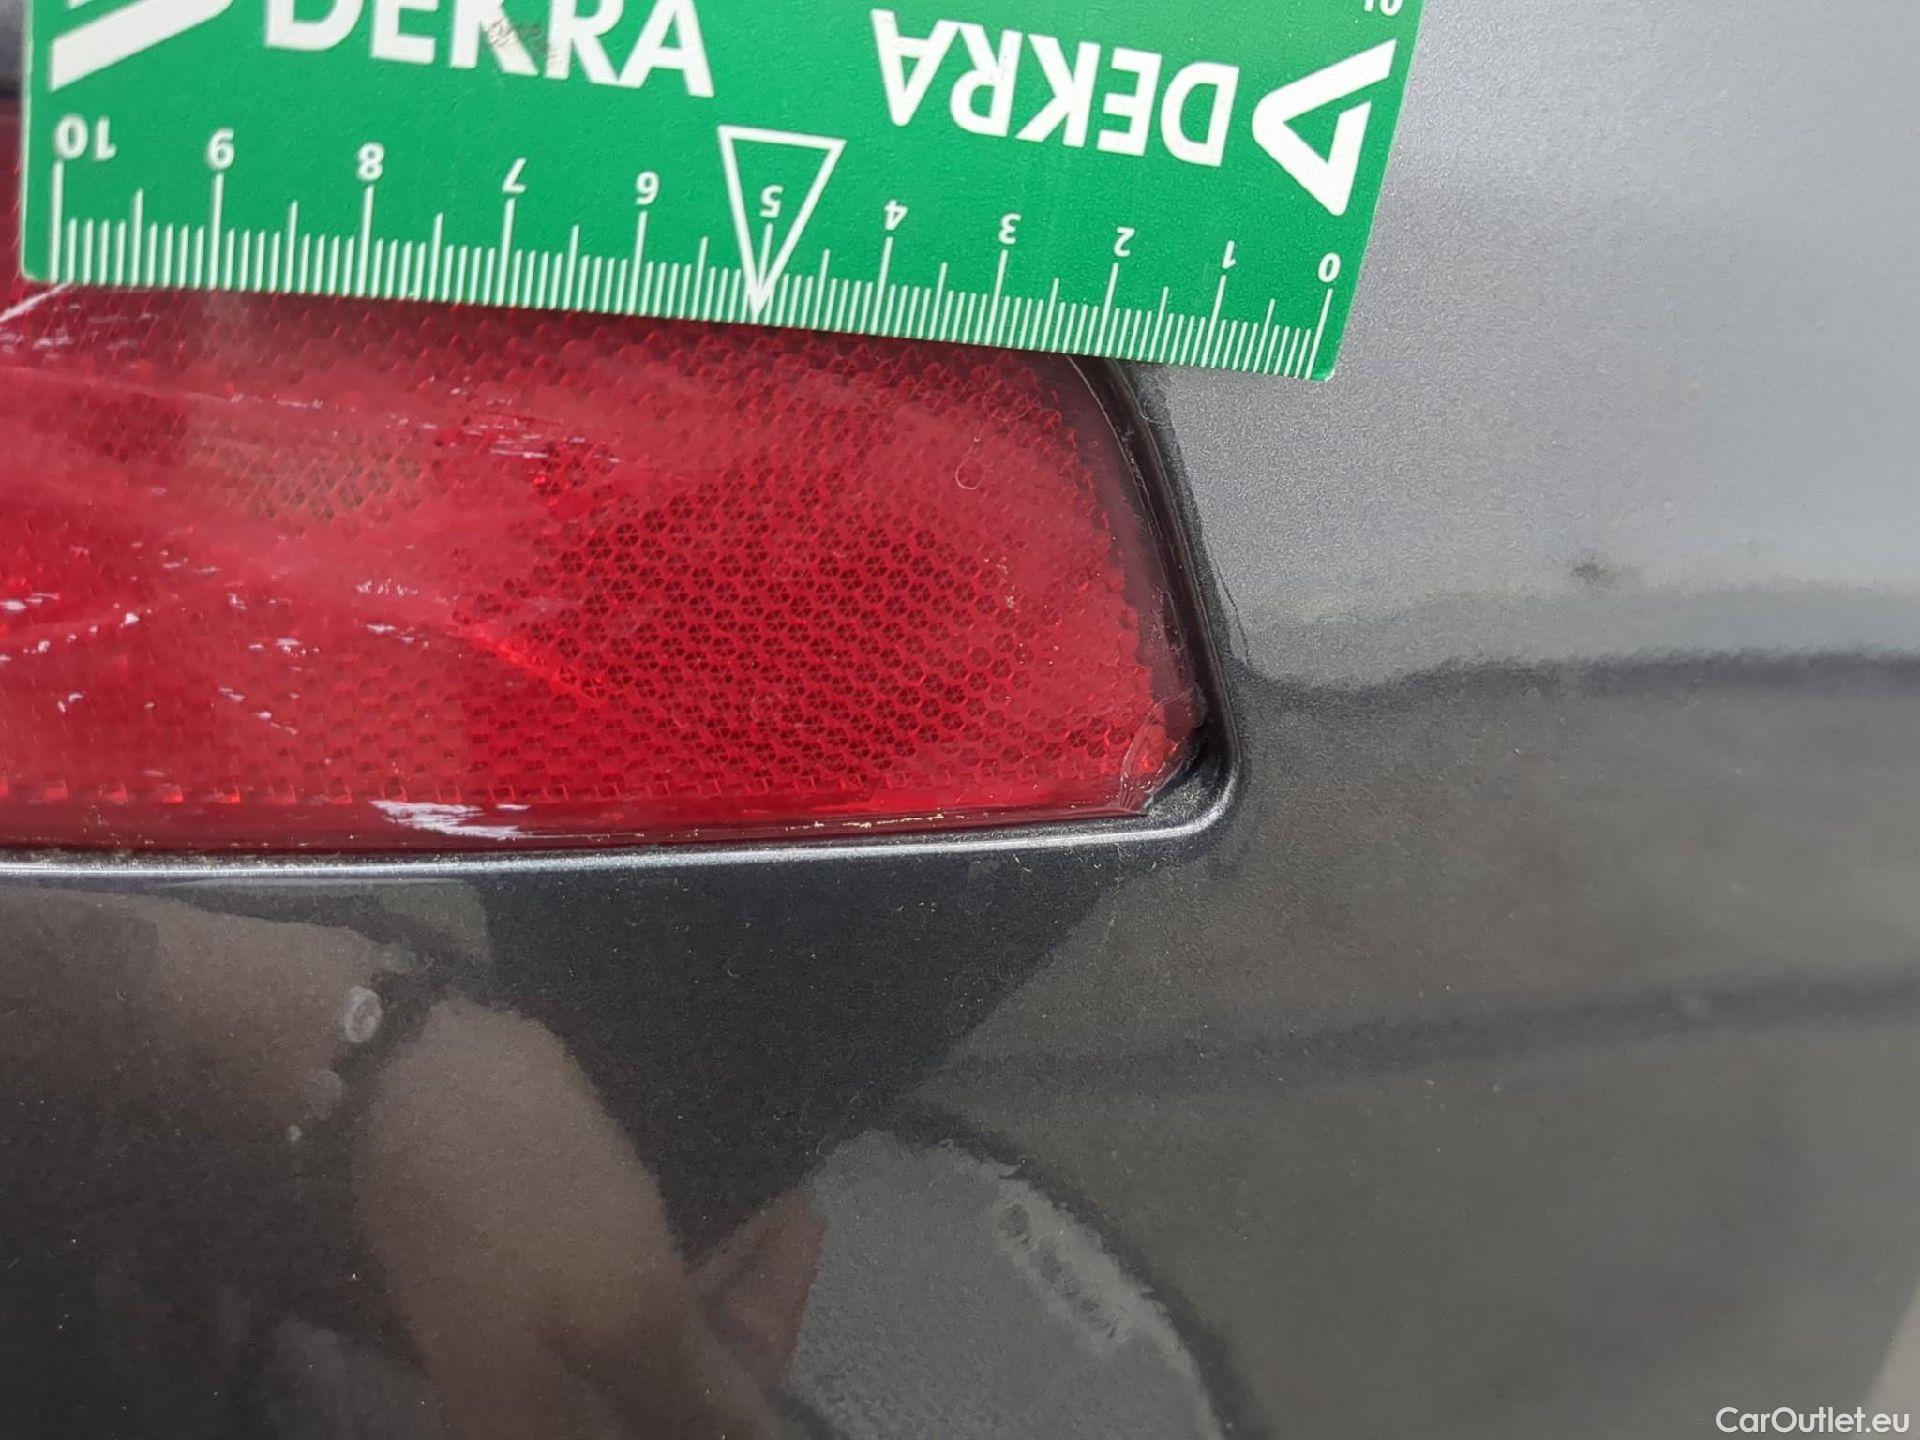 DEKRA
DEKRA
10 9 8 7 6 5 4 3 2 1 0
CarOutlet.eu